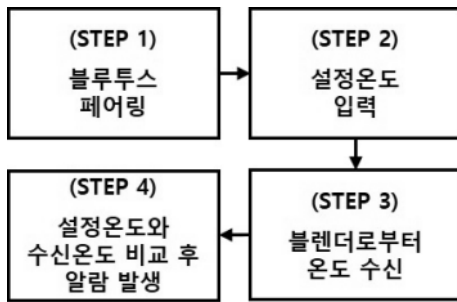 (STEP 1)
블루투스
페어링
(STEP 2)
설정온도
입력
(STEP 3)
블렌더로부터
온도 수신
(STEP 4)
설정온도와
수신온도 비교 후
알람 발생